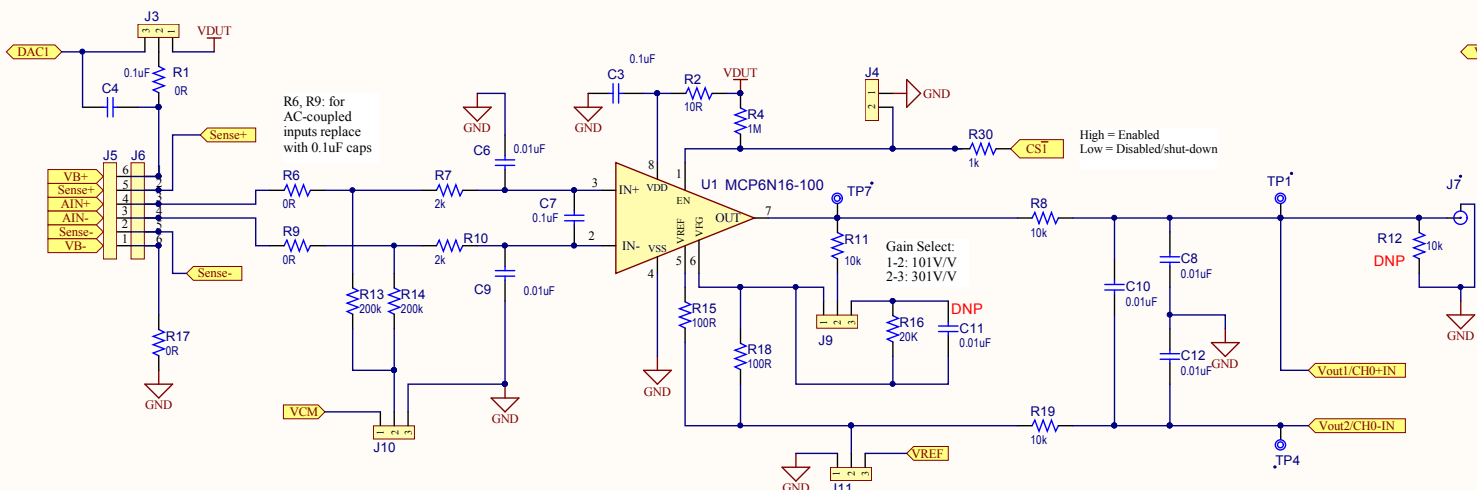 J3
3 2 1
VDUT
DAC1
0.1uF
R1
0R
C4
R6, R9: for
AC-coupled
inputs replace
with 0.1uF caps
Sense+
J5
J6
VB+
6
1
Sense+
5
2
AIN+
4
3
AIN-
3
4
Sense-
2
5
VB-
1
6
Sense-
R17
0R
GND
R6
0R
R9
0R
R13
200k
R14
200k
VCM
1 2 3
J10
R7
2k
R10
2k
GND
C6
0.01uF
C7
0.1uF
C9
0.01uF
GND
0.1uF
C3
GND
R2
10R
VDUT
R4
1M
J4
2 1
GND
R30
1k
CS1
High = Enabled
Low = Disabled/shut-down
U1 MCP6N16-100
8
1
3
IN+
VDD
EN
OUT
7
2
IN-
VSS
VREF
VFG
4
5
6
GND
TP7
R11
10k
Gain Select:
1-2: 101V/V
2-3: 301V/V
R15
100R
R18
100R
1 2 3
J9
R16
20K
DNP
C11
0.01uF
R8
10k
TP1
J7
R12
10k
DNP
GND
C8
0.01uF
C10
0.01uF
C12
0.01uF
GND
Vout1/CH0+IN
R19
10k
Vout2/CH0-IN
TP4
VREF
GND
1 2 3
J11
V